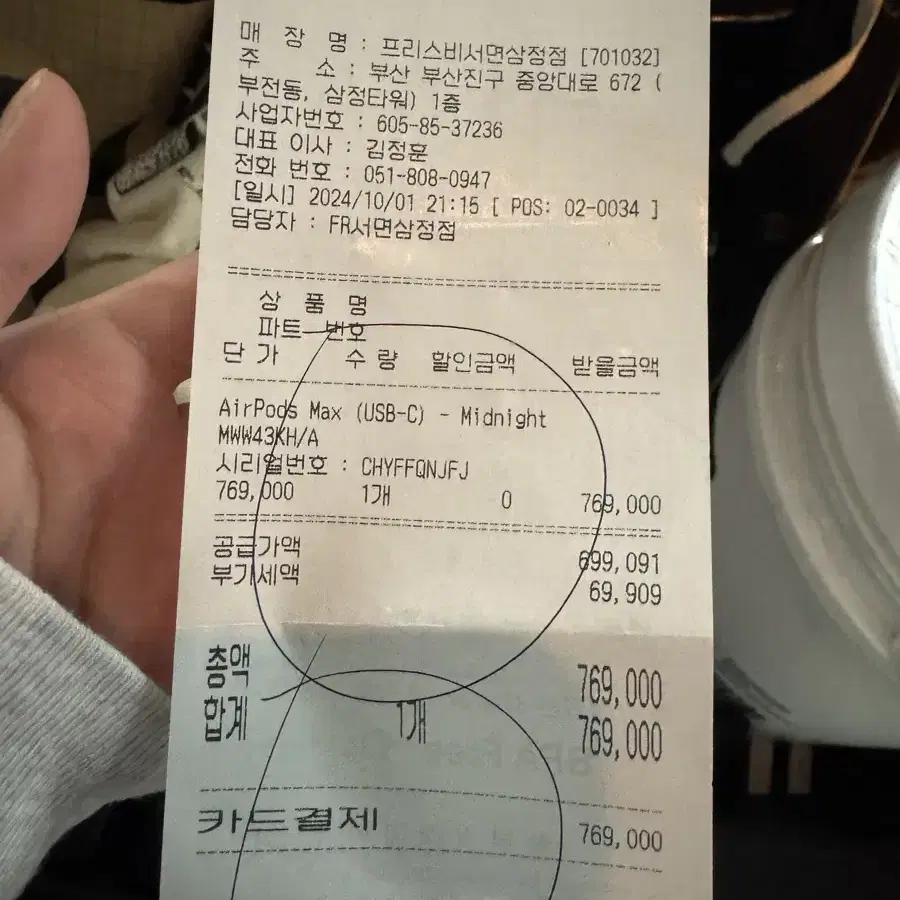 매 장 명 : 프리스비서면삼정점 [701032]
주 소 : 부산 부산진구 중앙대로 672 (
부전동, 삼정타워) 1층
사업자번호 : 605-85-37236
대표 이사 : 김정훈
전화 번호 : 051-808-0947
[일시] 2024/10/01 21:15 [ POS: 02-0034 ]
담당자 : FR서면삼정점
상 품 명
파트 번호
단 가 수 량 할인금액 받을금액
AirPods Max (USB-C) - Midnight
MWW43KH/A
시리얼번호 : CHYFFQNJFJ
769,000 1개 0 769,000
공급가액 699,091
부가세액 69,909
총액 769,000
합계 1개 769,000
카드결제 769,000